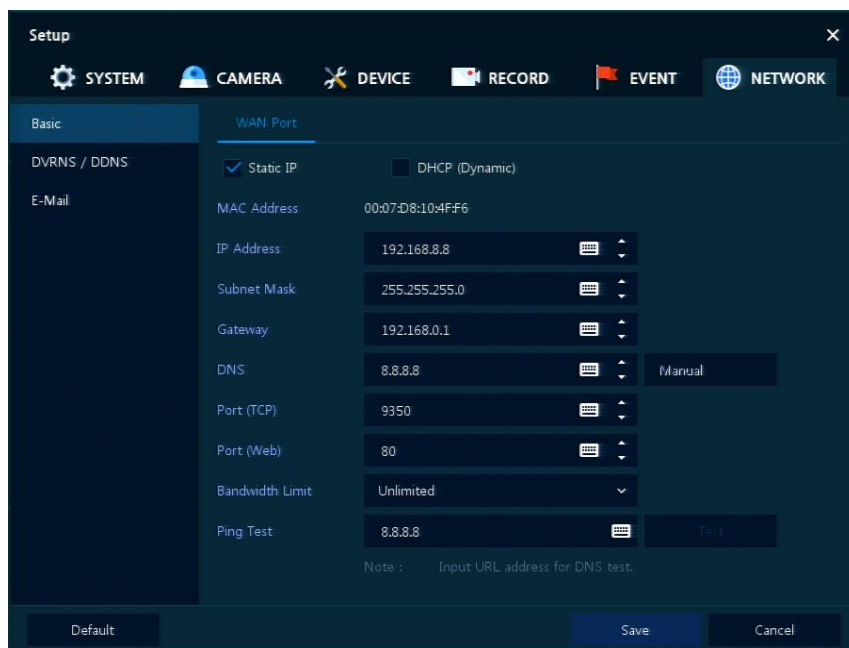 Setup
SYSTEM CAMERA DEVICE RECORD EVENT NETWORK
Basic
DVRNS / DDNS
E-Mail
WAN Port
Static IP DHCP (Dynamic)
MAC Address 00:07:D8:10:4F:F6
IP Address 192.168.8.8
Subnet Mask 255.255.255.0
Gateway 192.168.0.1
DNS 8.8.8.8 Manual
Port (TCP) 9350
Port (Web) 80
Bandwidth Limit Unlimited
Ping Test 8.8.8.8 Test
Note : Input URL address for DNS test.
Default Save Cancel